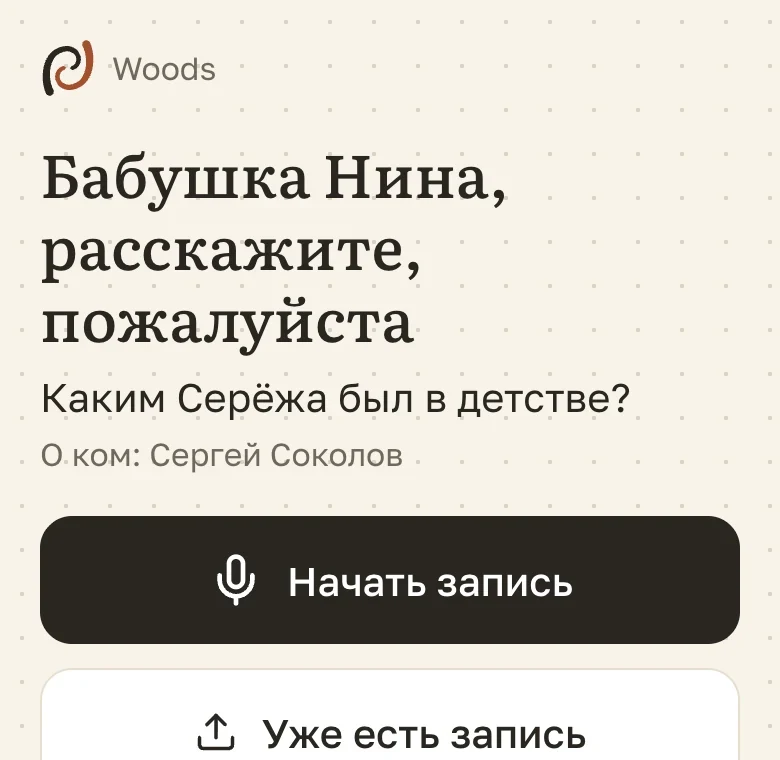 Woods
Бабушка Нина,
расскажите,
пожалуйста
Каким Серёжа был в детстве?
О ком: Сергей Соколов
Начать запись
Уже есть запись